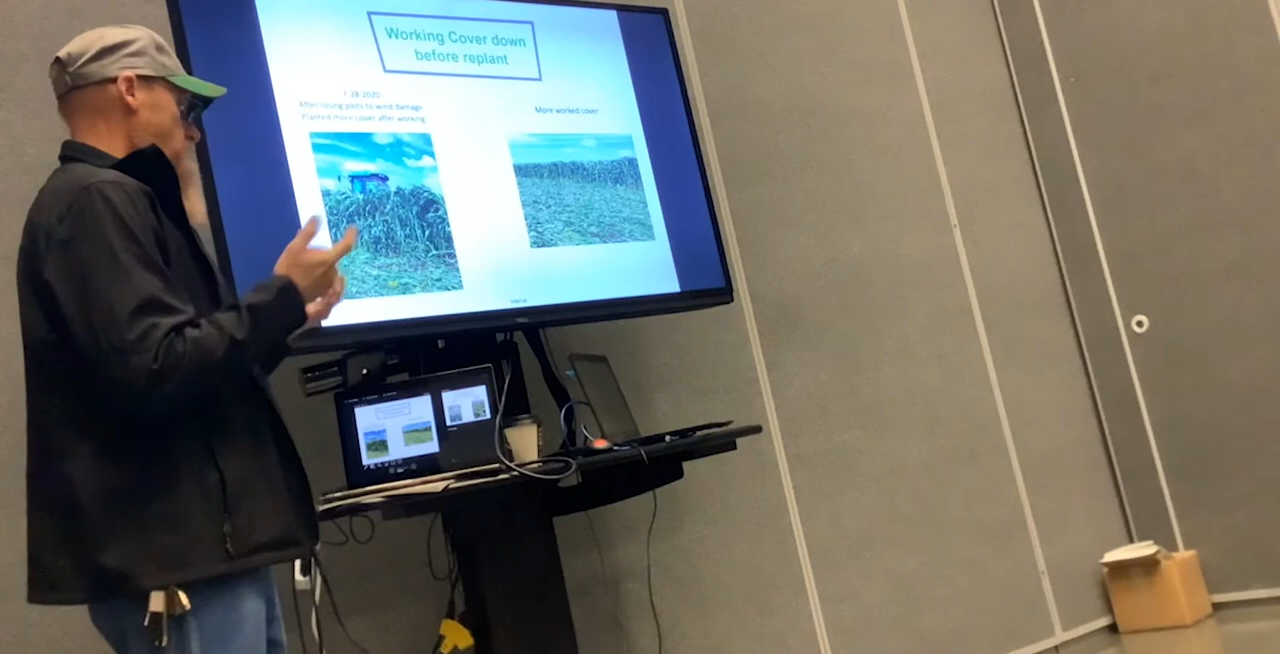 Working Cover down
before replant
7-28-2020
After losing plots to wind damage
Planted more cover after working
More worked cover